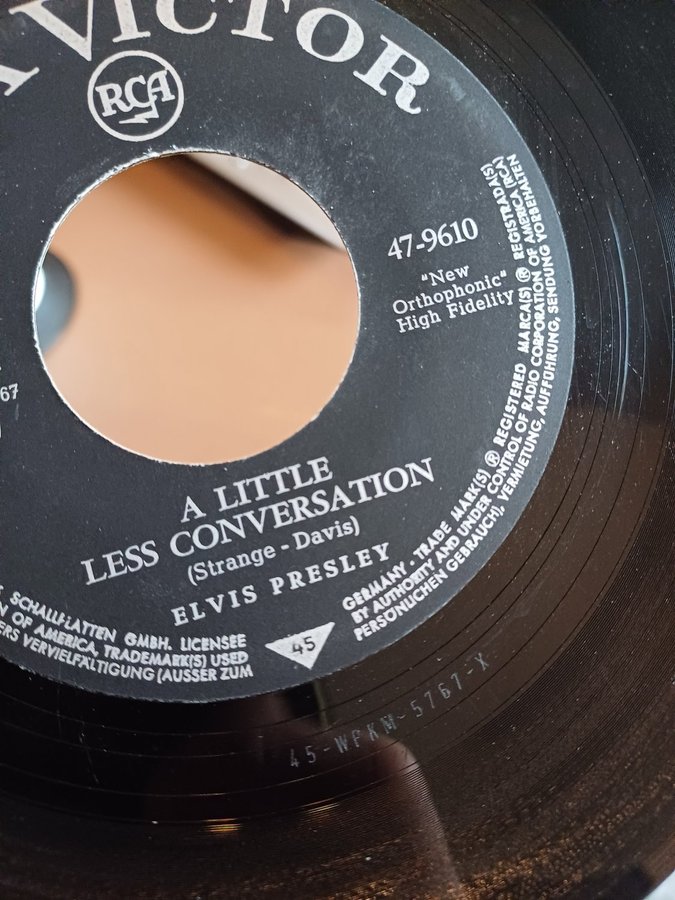 VICTOR
RCA
47-9610
"New
Orthophonic"
High Fidelity
67
A LITTLE
LESS CONVERSATION
(Strange - Davis)
ELVIS PRESLEY
SCHALLPLATTEN GMBH. LICENSEE
OF AMERICA, TRADEMARK(S) USED
VERVIELFÄLTIGUNG (AUSSER ZUM
45
GERMANY · TRADE MARK(S) ® REGISTERED MARCA(S) ® REGISTRADA(S)
BY AUTHORITY AND UNDER CONTROL OF RADIO CORPORATION OF AMERICA (RCA)
PERSONLICHEN GEBRAUCH), VERMIETUNG, AUFFÜHRUNG, SENDUNG VORBEHALTEN
45-WPKW-5767-X